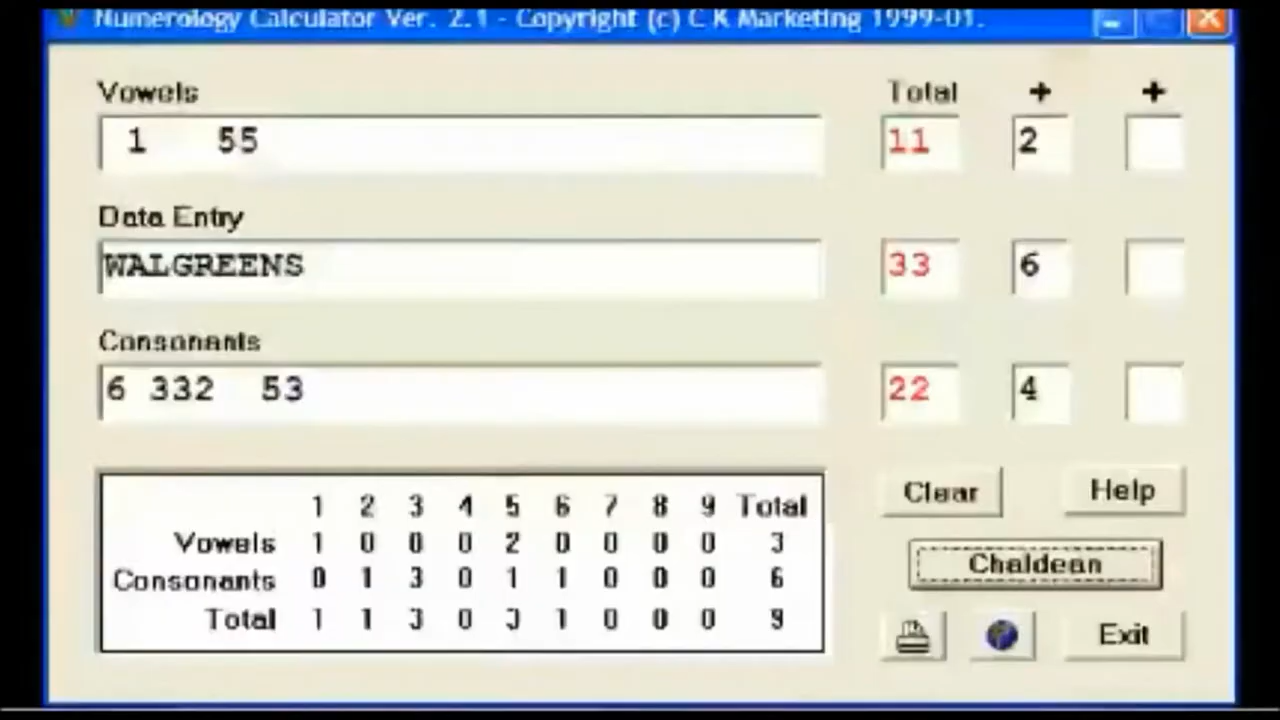 Numerology Calculator Ver. 2.1 - Copyright (c) C K Marketing 1999-01.
Vowels Total + +
1 55 11 2
Data Entry
WALGREENS 33 6
Consonants
6 332 53 22 4
1 2 3 4 5 6 7 8 9 Total
Vowels 1 0 0 0 2 0 0 0 0 3
Consonants 0 1 3 0 1 1 0 0 0 6
Total 1 1 3 0 3 1 0 0 0 9
Clear Help
Chaldean
Exit